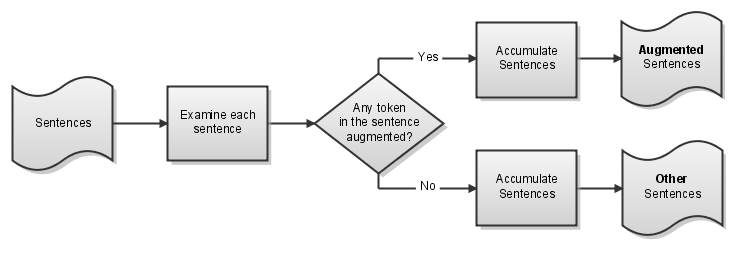 Sentences
Examine each
sentence
Any token
in the sentence
augmented?
Yes
Accumulate
Sentences
Augmented
Sentences
No
Accumulate
Sentences
Other
Sentences